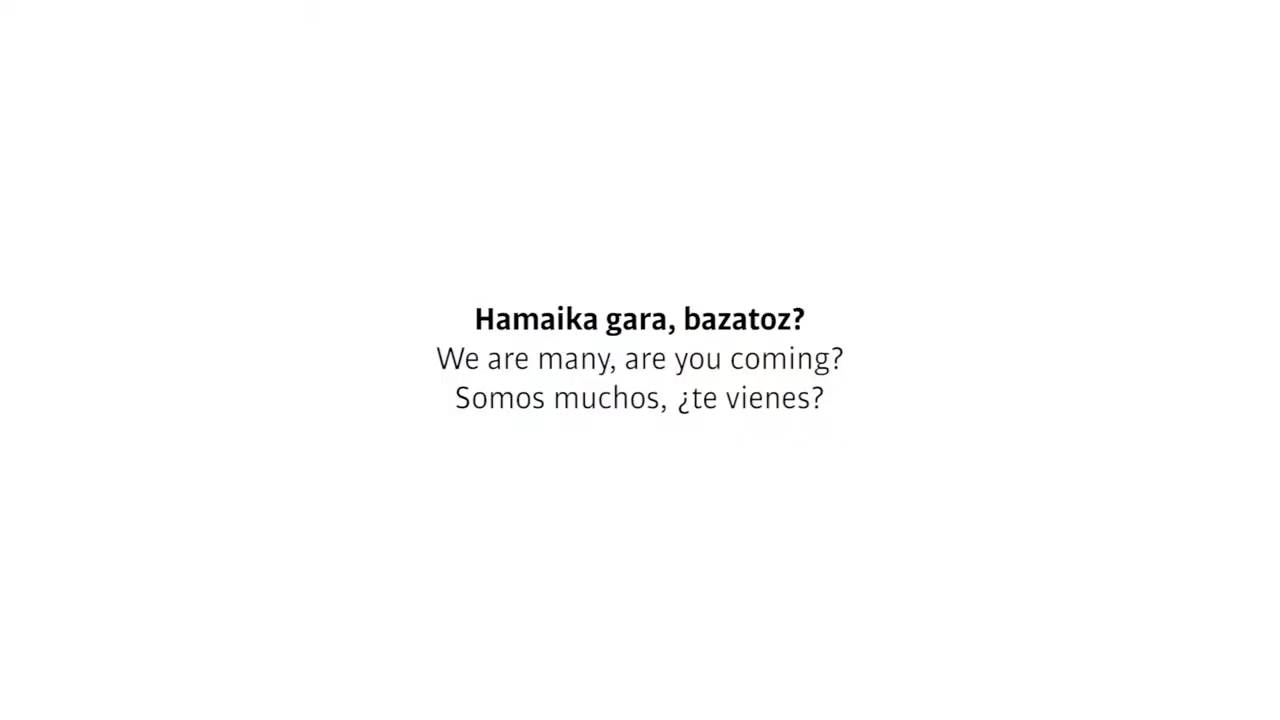 Hamaika gara, bazatoz?
We are many, are you coming?
Somos muchos, ¿te vienes?